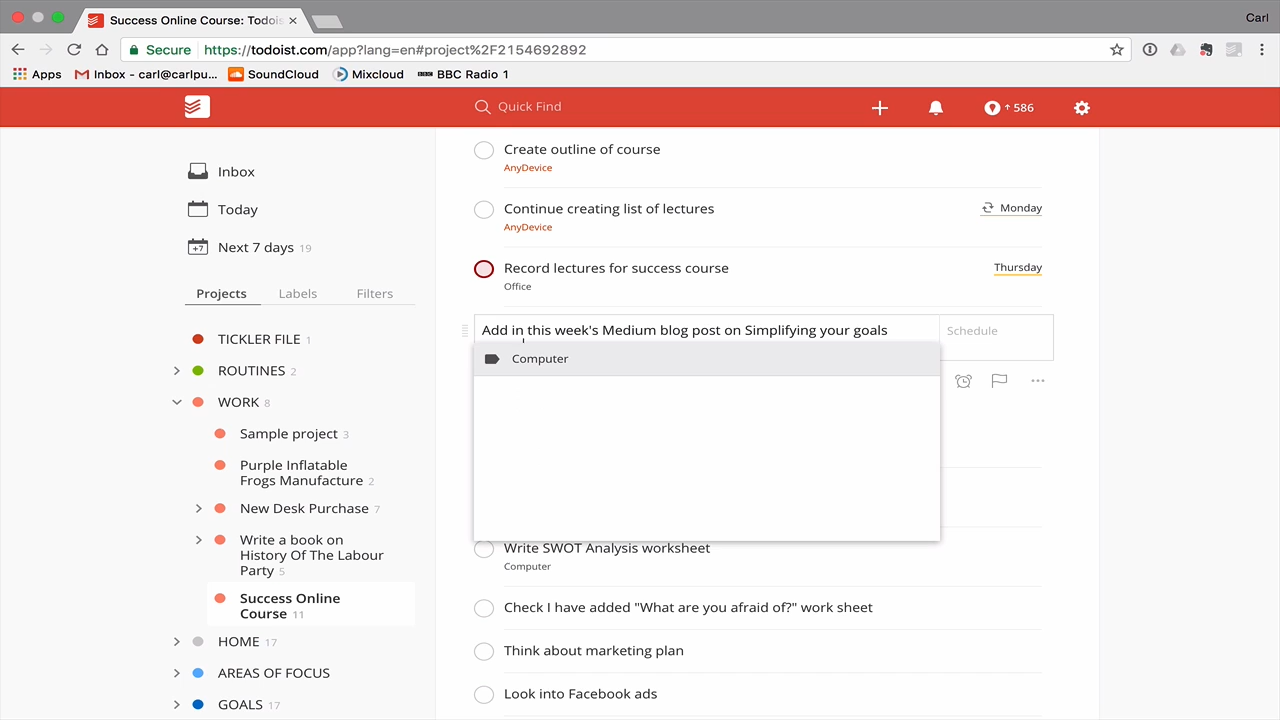 Success Online Course: Todois
Carl
Secure
https://todoist.com/app?lang=en#project%2F2154692892
Apps
Inbox - carl@carlpu...
SoundCloud
Mixcloud
BBC Radio 1
Quick Find
586
Inbox
Today
+7
Next 7 days 19
Projects
Labels
Filters
TICKLER FILE 1
ROUTINES 2
WORK 8
Sample project 3
Purple Inflatable
Frogs Manufacture 2
New Desk Purchase 7
Write a book on
History Of The Labour
Party 5
Success Online
Course 11
HOME 17
AREAS OF FOCUS
GOALS 17
Create outline of course
AnyDevice
Continue creating list of lectures
Monday
AnyDevice
Record lectures for success course
Thursday
Office
Add in this week's Medium blog post on Simplifying your goals
Schedule
Computer
Write SWOT Analysis worksheet
Computer
Check I have added "What are you afraid of?" work sheet
Think about marketing plan
Look into Facebook ads